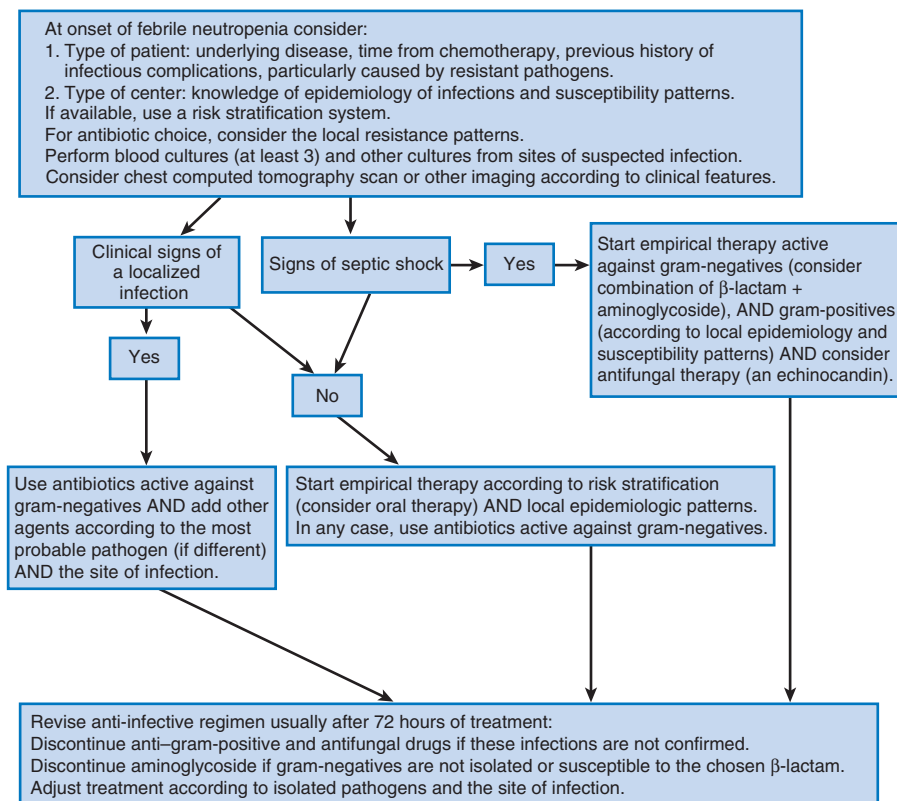 At onset of febrile neutropenia consider:
1. Type of patient: underlying disease, time from chemotherapy, previous history of
infectious complications, particularly caused by resistant pathogens.
2. Type of center: knowledge of epidemiology of infections and susceptibility patterns.
If available, use a risk stratification system.
For antibiotic choice, consider the local resistance patterns.
Perform blood cultures (at least 3) and other cultures from sites of suspected infection.
Consider chest computed tomography scan or other imaging according to clinical features.
Clinical signs of
a localized
infection
Signs of septic shock
Yes
Start empirical therapy active
against gram-negatives (consider
combination of β-lactam +
aminoglycoside), AND gram-positives
(according to local epidemiology and
susceptibility patterns) AND consider
antifungal therapy (an echinocandin).
Yes
No
Use antibiotics active against
gram-negatives AND add other
agents according to the most
probable pathogen (if different)
AND the site of infection.
Start empirical therapy according to risk stratification
(consider oral therapy) AND local epidemiologic patterns.
In any case, use antibiotics active against gram-negatives.
Revise anti-infective regimen usually after 72 hours of treatment:
Discontinue anti–gram-positive and antifungal drugs if these infections are not confirmed.
Discontinue aminoglycoside if gram-negatives are not isolated or susceptible to the chosen β-lactam.
Adjust treatment according to isolated pathogens and the site of infection.